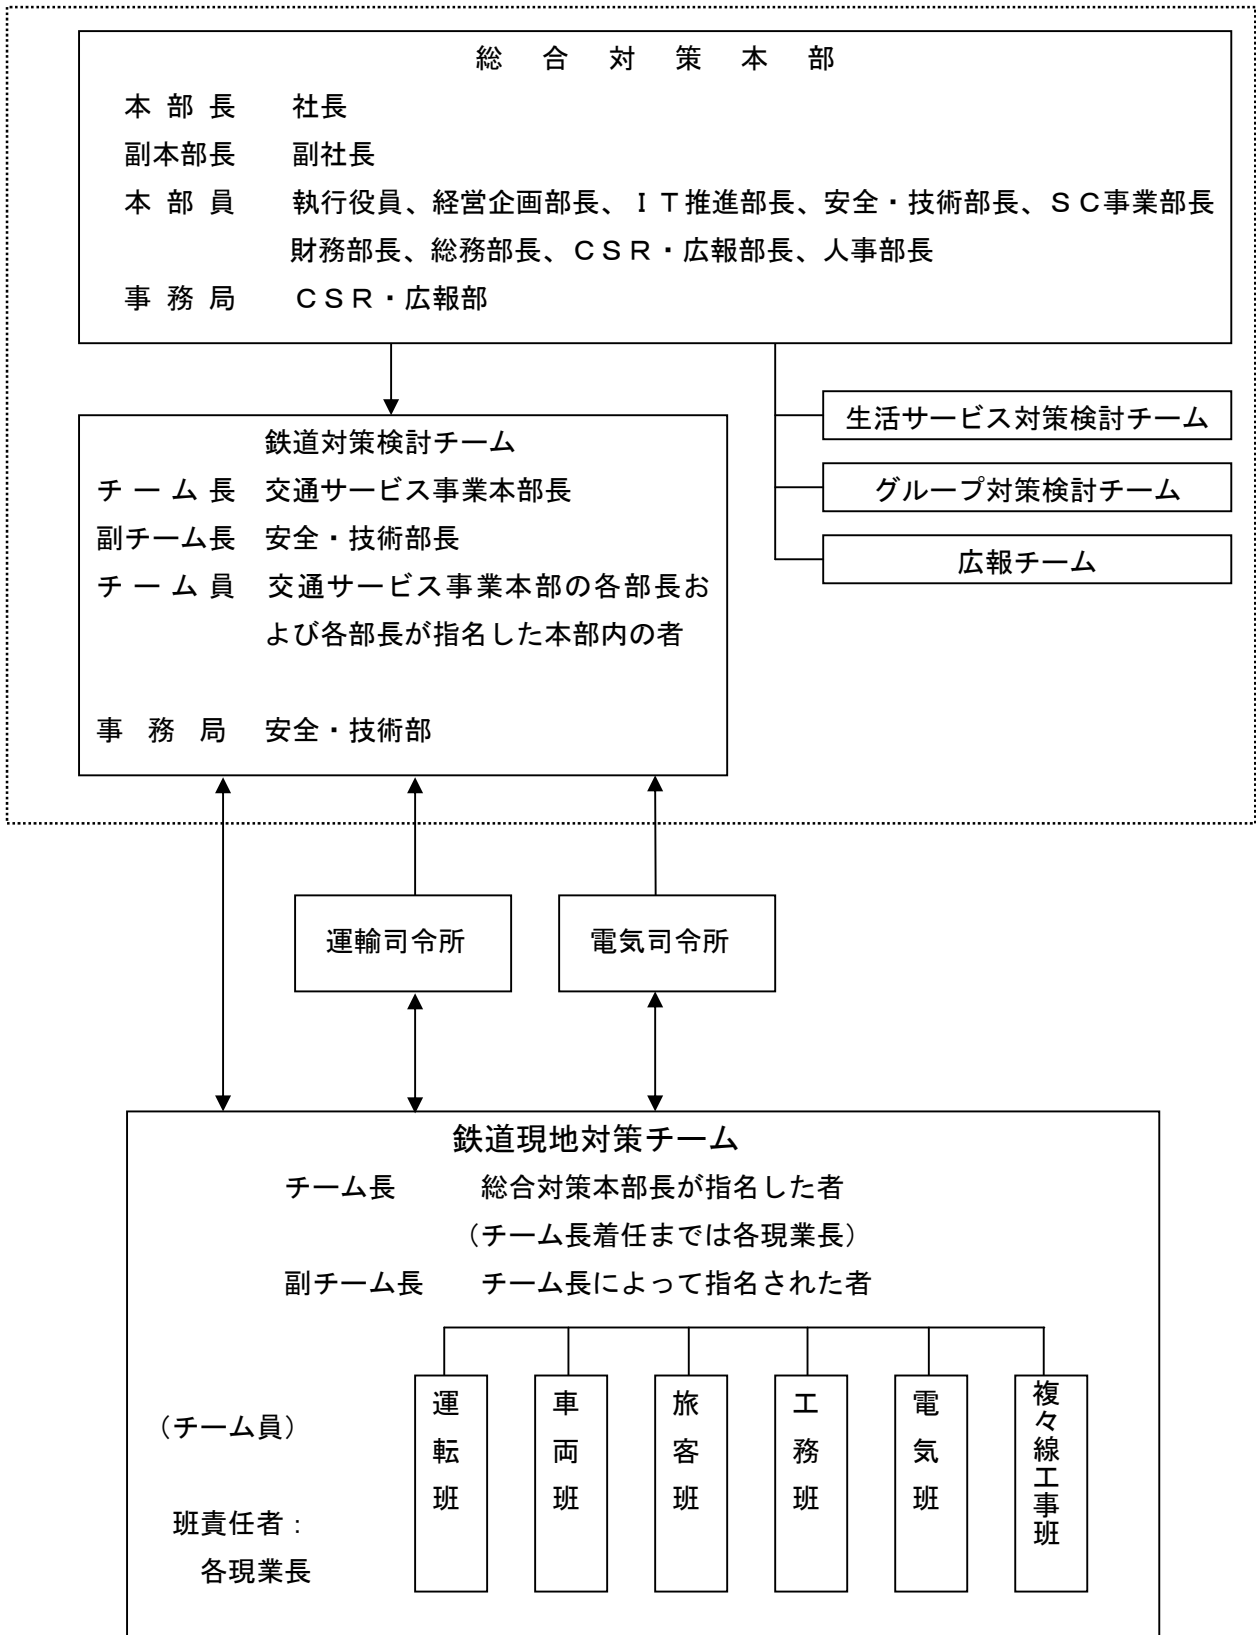 総合対策本部
本部長 社長
副本部長 副社長
本部員 執行役員、経営企画部長、ＩＴ推進部長、安全・技術部長、ＳＣ事業部長
財務部長、総務部長、ＣＳＲ・広報部長、人事部長
事務局 ＣＳＲ・広報部
鉄道対策検討チーム
チーム長 交通サービス事業本部長
副チーム長 安全・技術部長
チーム員 交通サービス事業本部の各部長お
よび各部長が指名した本部内の者
事務局 安全・技術部
生活サービス対策検討チーム
グループ対策検討チーム
広報チーム
運輸司令所
電気司令所
鉄道現地対策チーム
チーム長 総合対策本部長が指名した者
（チーム長着任までは各現業長）
副チーム長 チーム長によって指名された者
（チーム員）
班責任者：
各現業長
運転班
車両班
旅客班
工務班
電気班
複々線工事班